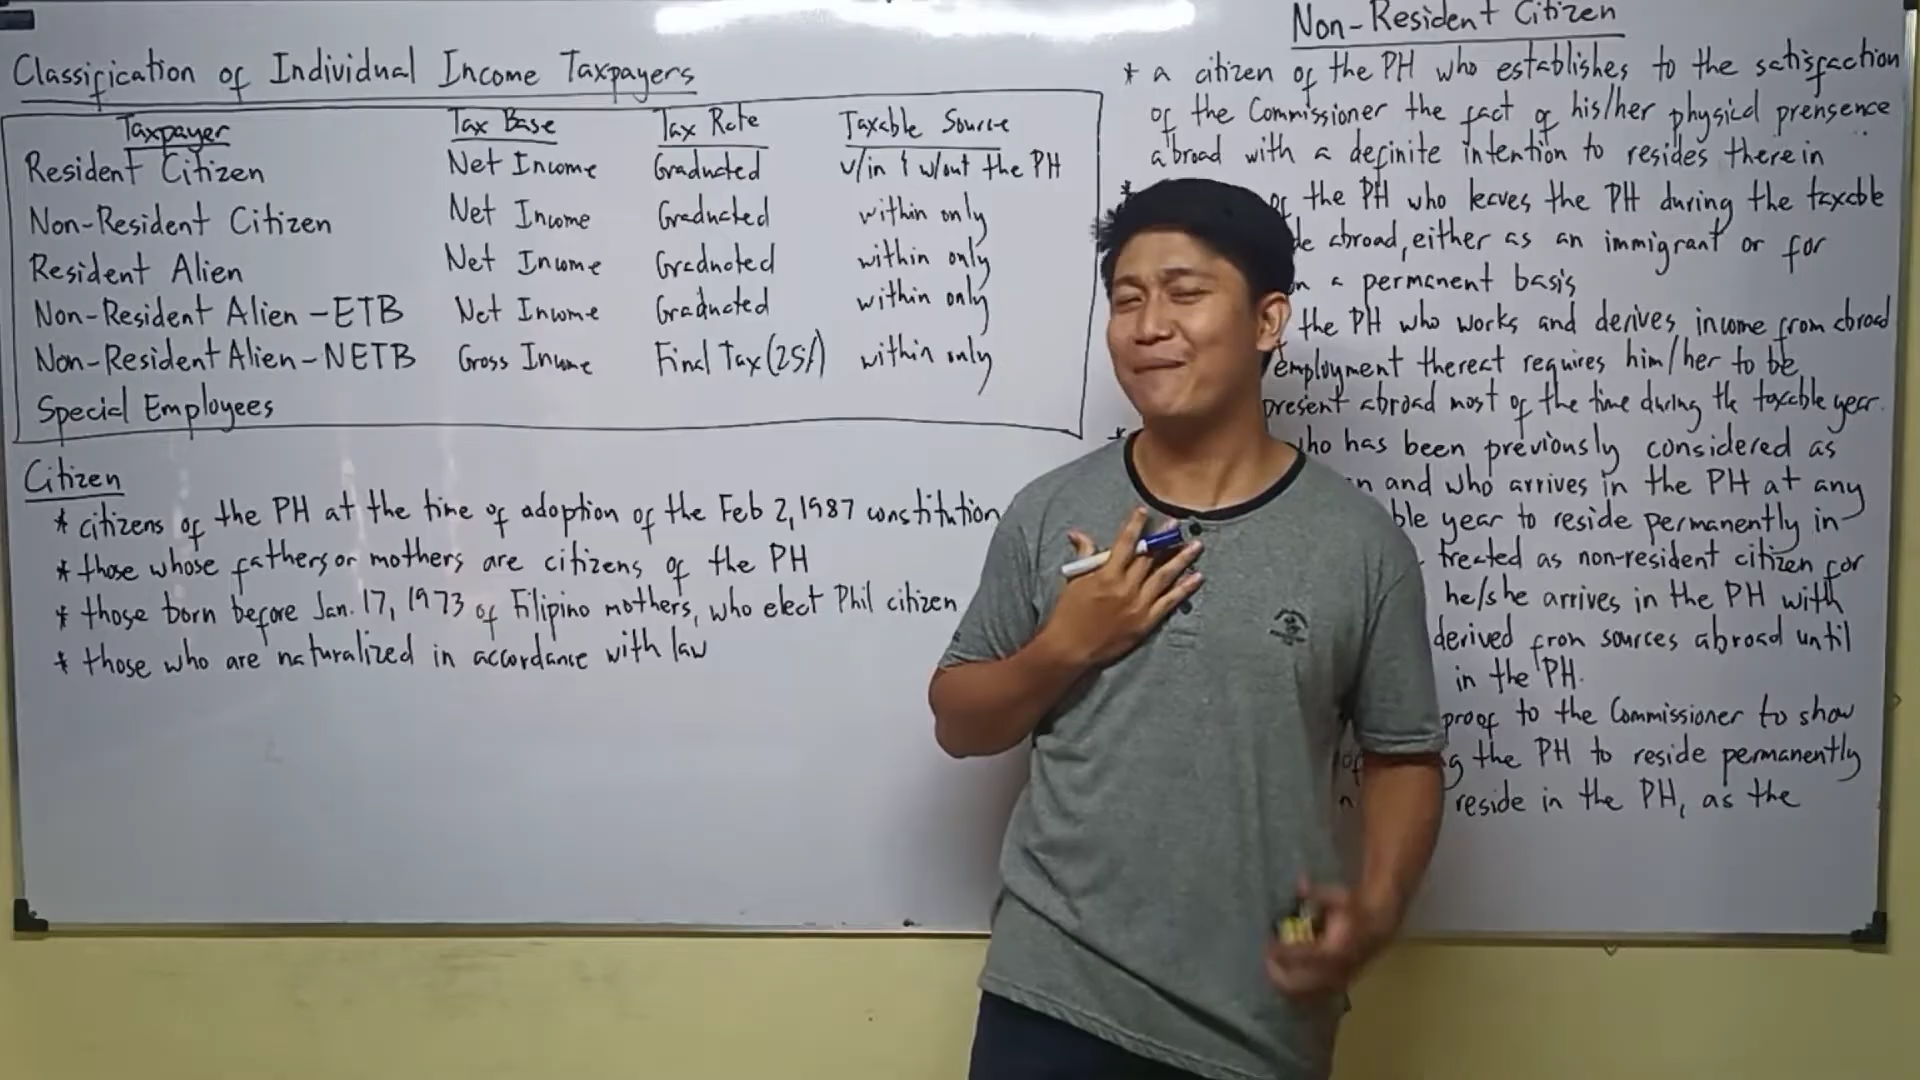 Classification of Individual Income Taxpayers
Taxpayer Tax Base Tax Rate Taxable Source
Resident Citizen Net Income Graduated w/in & w/out the PH
Non-Resident Citizen Net Income Graduated within only
Resident Alien Net Income Graduated within only
Non-Resident Alien - ETB Net Income Graduated within only
Non-Resident Alien - NETB Gross Income Final Tax (25%) within only
Special Employees
Citizen
* citizens of the PH at the time of adoption of the Feb 2, 1987 constitution
* those whose fathers or mothers are citizens of the PH
* those born before Jan. 17, 1973 of Filipino mothers, who elect Phil citizen
* those who are naturalized in accordance with law
Non-Resident Citizen
* a citizen of the PH who establishes to the satisfaction
of the Commissioner the fact of his/her physical prensence
abroad with a definite intention to resides therein
* of the PH who leaves the PH during the taxable
abroad, either as an immigrant or for
a permanent basis
the PH who works and derives income from abroad
employment thereat requires him/her to be
present abroad most of the time during the taxable year.
* who has been previously considered as
and who arrives in the PH at any
year to reside permanently in
treated as non-resident citizen for
he/she arrives in the PH with
derived from sources abroad until
in the PH.
proof to the Commissioner to show
the PH to reside permanently
reside in the PH, as the